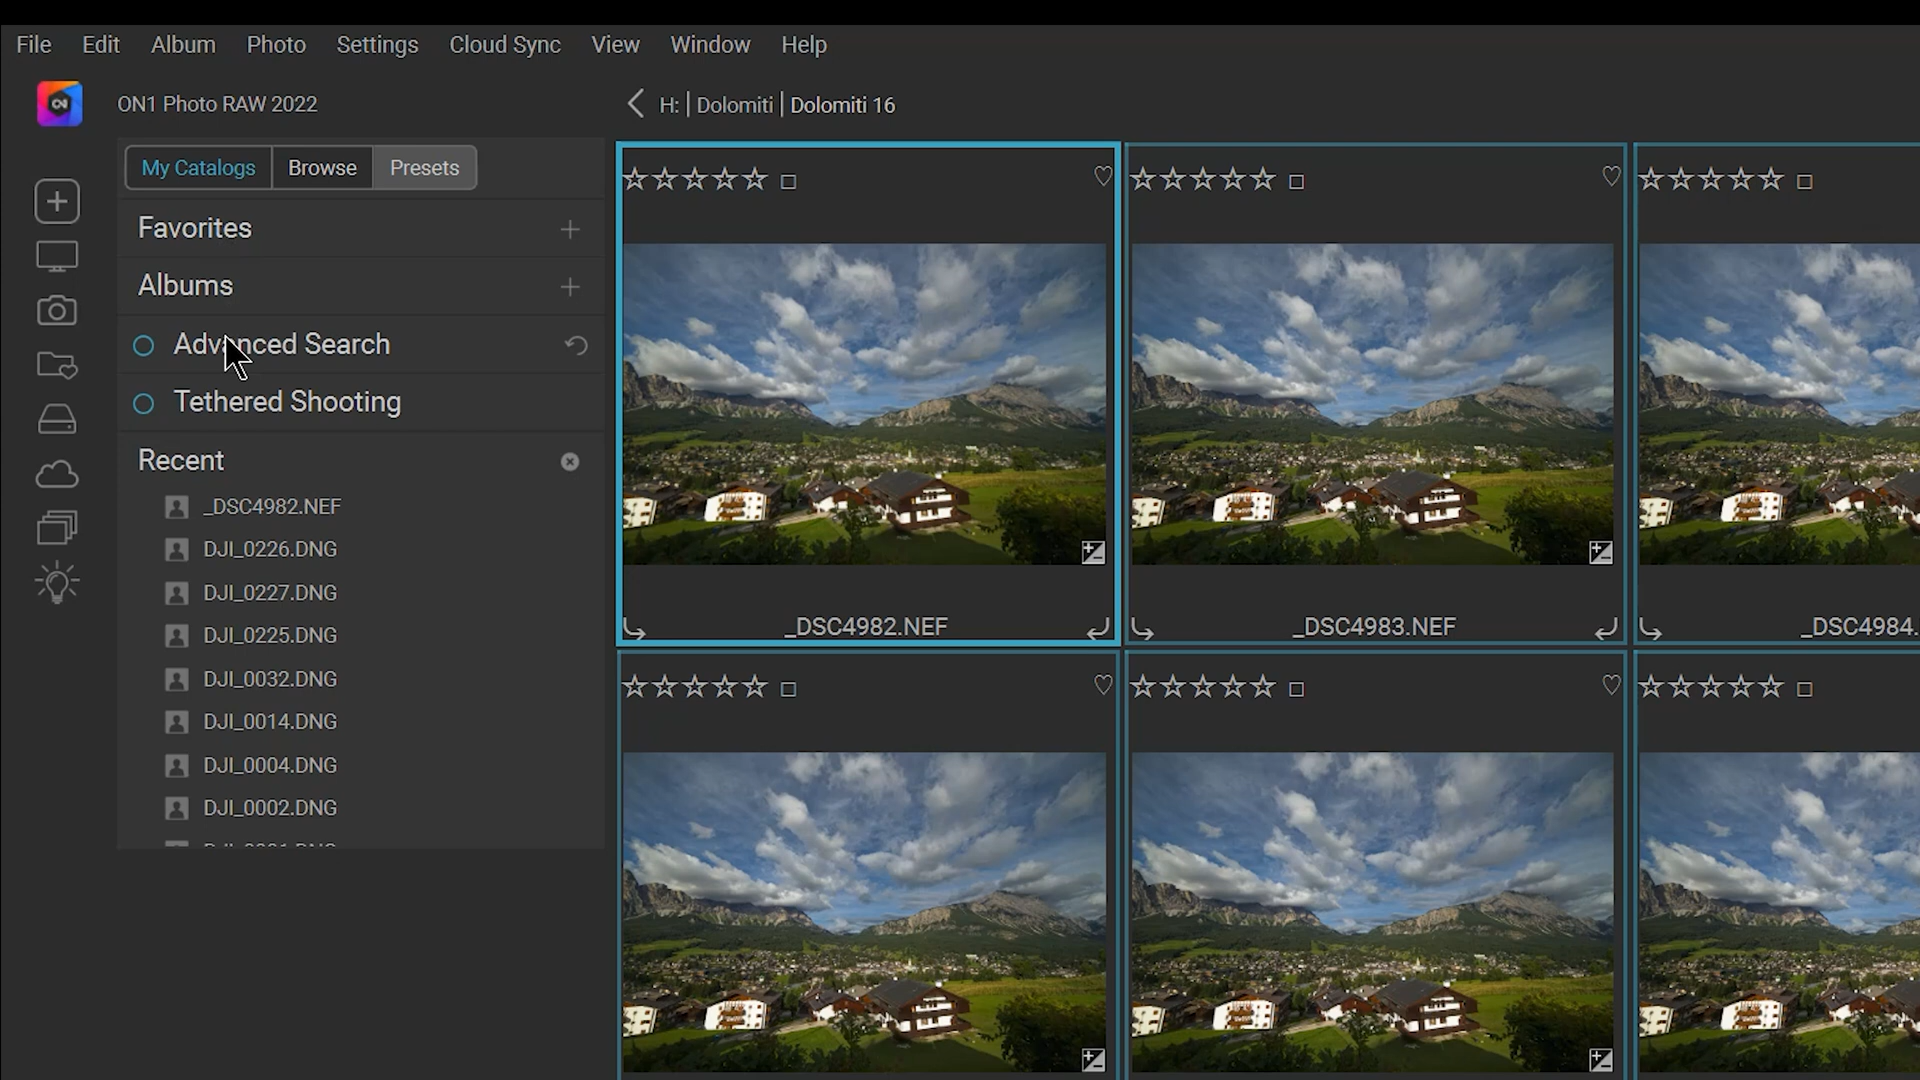 File Edit Album Photo Settings Cloud Sync View Window Help
ON1 Photo RAW 2022
H: | Dolomiti | Dolomiti 16
My Catalogs Browse Presets
Favorites
Albums
Advanced Search
Tethered Shooting
Recent
_DSC4982.NEF
DJI_0226.DNG
DJI_0227.DNG
DJI_0225.DNG
DJI_0032.DNG
DJI_0014.DNG
DJI_0004.DNG
DJI_0002.DNG
_DSC4982.NEF
_DSC4983.NEF
_DSC4984.